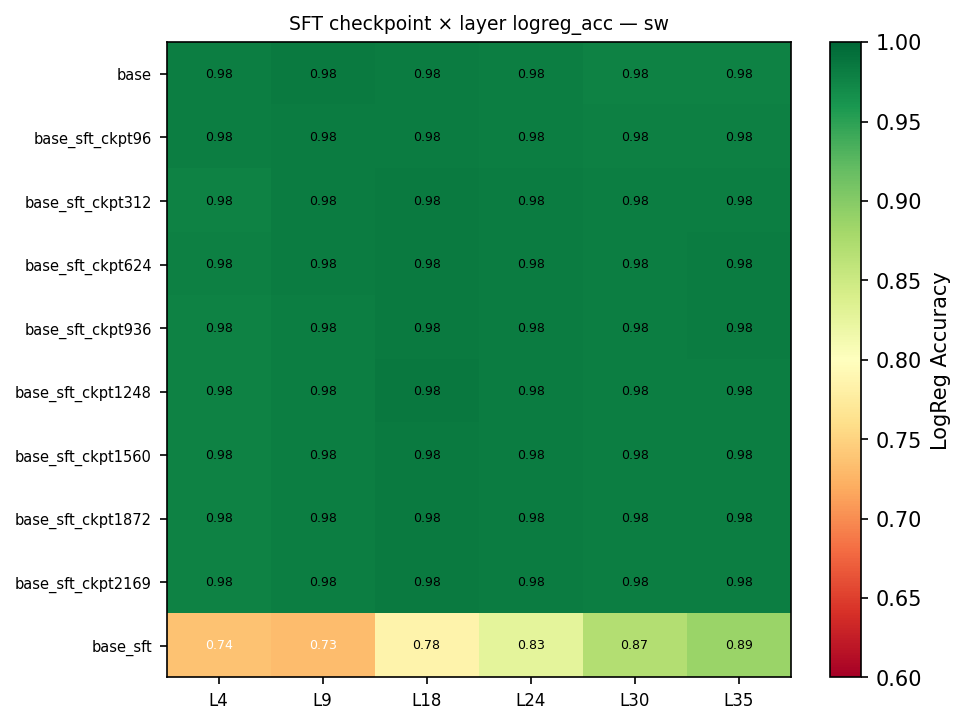 SFT checkpoint × layer logreg_acc — sw
base 0.98 0.98 0.98 0.98 0.98 0.98
base_sft_ckpt96 0.98 0.98 0.98 0.98 0.98 0.98
base_sft_ckpt312 0.98 0.98 0.98 0.98 0.98 0.98
base_sft_ckpt624 0.98 0.98 0.98 0.98 0.98 0.98
base_sft_ckpt936 0.98 0.98 0.98 0.98 0.98 0.98
base_sft_ckpt1248 0.98 0.98 0.98 0.98 0.98 0.98
base_sft_ckpt1560 0.98 0.98 0.98 0.98 0.98 0.98
base_sft_ckpt1872 0.98 0.98 0.98 0.98 0.98 0.98
base_sft_ckpt2169 0.98 0.98 0.98 0.98 0.98 0.98
base_sft 0.74 0.73 0.78 0.83 0.87 0.89
L4 L9 L18 L24 L30 L35
1.00
0.95
0.90
0.85
0.80
0.75
0.70
0.65
0.60
LogReg Accuracy